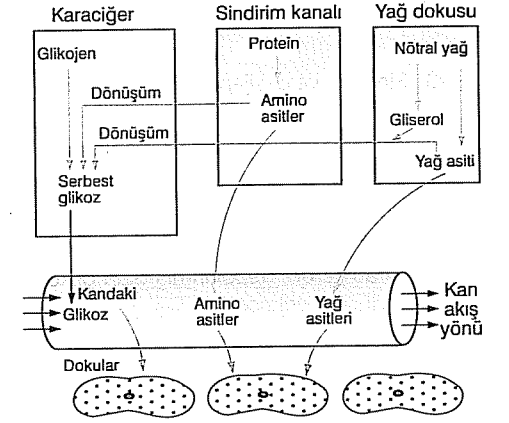 Karaciğer
Sindirim kanalı
Yağ dokusu
Glikojen
Protein
Nötral yağ
Dönüşüm
Amino
asitler
Gliserol
Dönüşüm
Yağ asiti
Serbest
glikoz
Kandaki
Glikoz
Amino
asitler
Yağ
asitleri
Kan
akış
yönü
Dokular